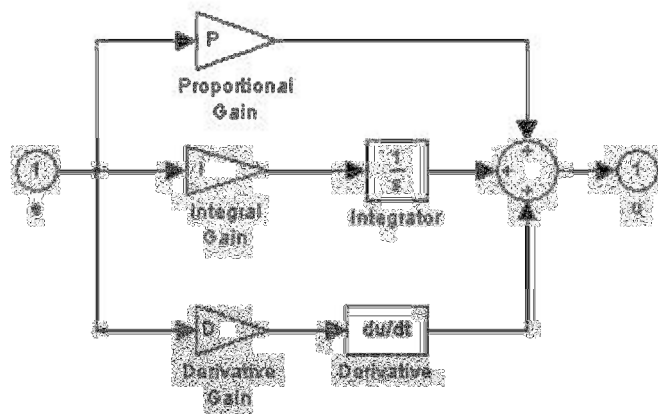 P
Proportional
Gain
1
e
I
Integral
Gain
1
s
Integrator
+
+
+
1
u
D
Derivative
Gain
du/dt
Derivative